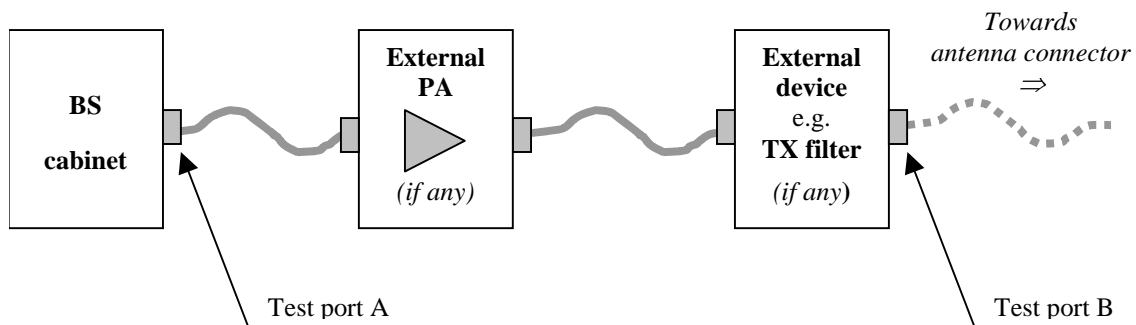 BS
cabinet
External
PA
(if any)
External
device
e.g.
TX filter
(if any)
Towards
antenna connector
⇒
Test port A
Test port B